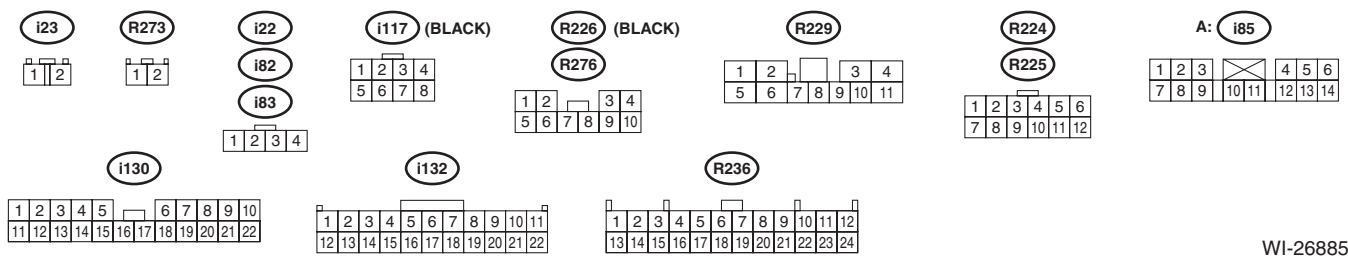 i23
R273
i22
i117 (BLACK)
R226 (BLACK)
R229
R224
A: i85
i82
R276
R225
i83
1 2
1 2
1 2 3 4
5 6 7 8
1 2 3 4
5 6 7 8 9 10
1 2 3 4
5 6 7 8 9 10 11
1 2 3 4 5 6
7 8 9 10 11 12
1 2 3 4 5 6
7 8 9 10 11 12 13 14
1 2 3 4
i130
i132
R236
1 2 3 4 5 6 7 8 9 10
11 12 13 14 15 16 17 18 19 20 21 22
1 2 3 4 5 6 7 8 9 10 11
12 13 14 15 16 17 18 19 20 21 22
1 2 3 4 5 6 7 8 9 10 11 12
13 14 15 16 17 18 19 20 21 22 23 24
WI-26885